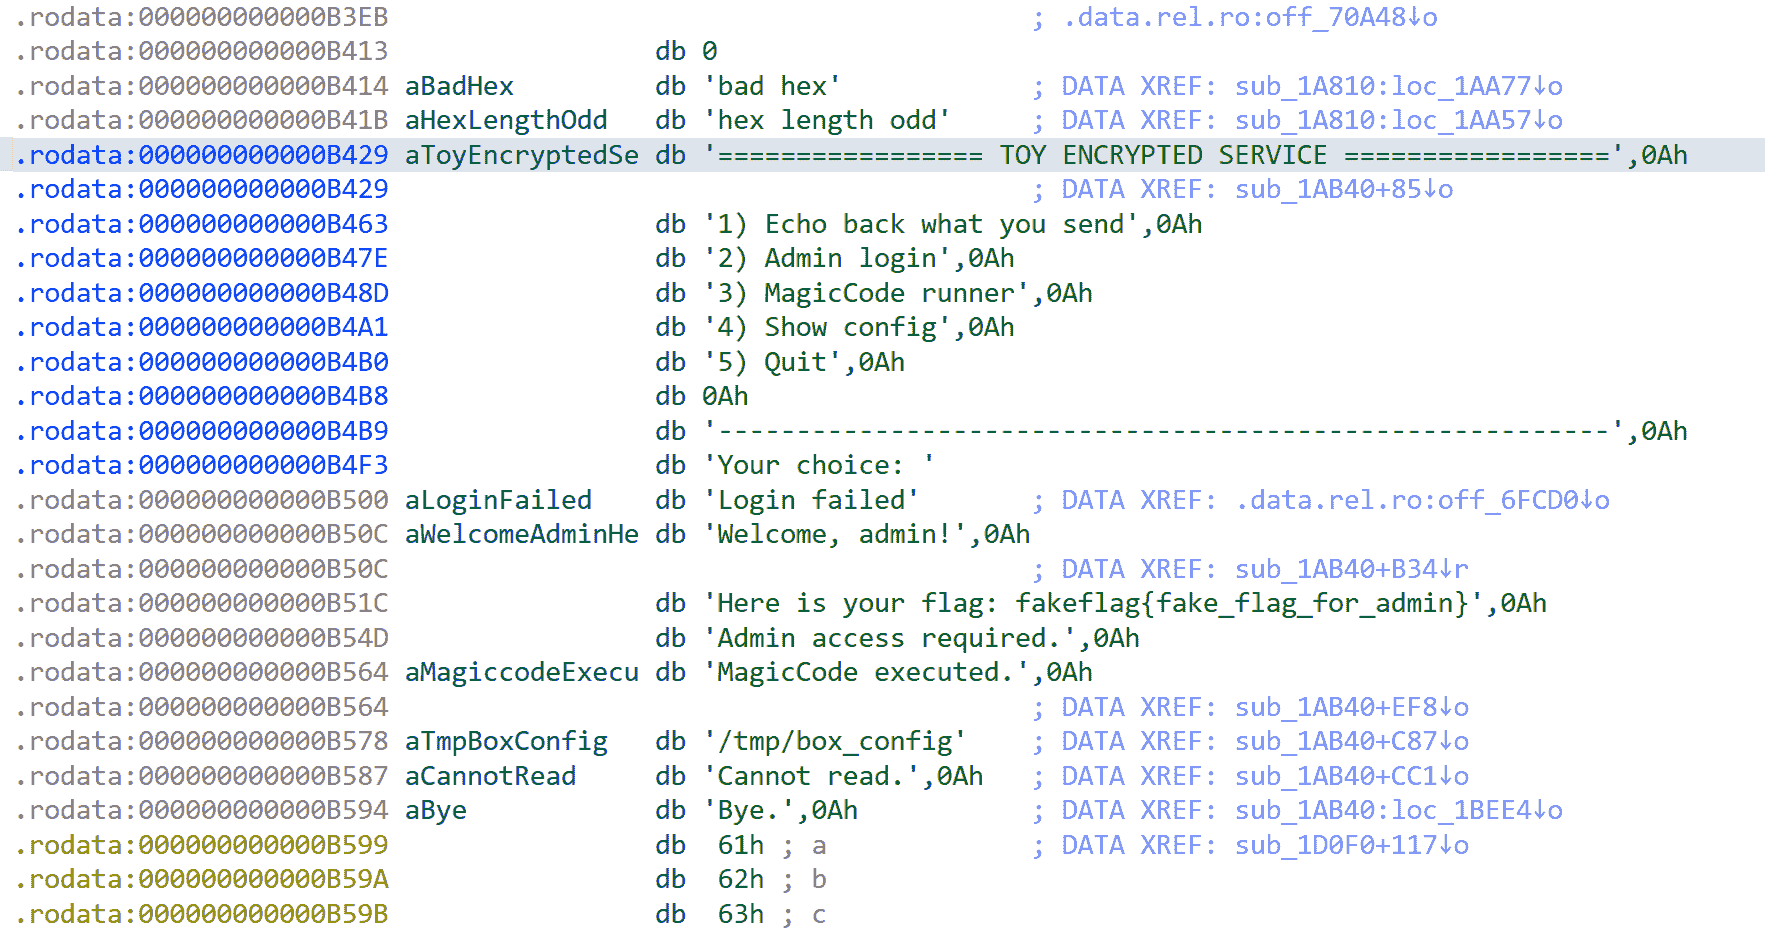 .rodata:000000000000B3EB ; .data.rel.ro:off_70A48↓o
.rodata:000000000000B413 db 0
.rodata:000000000000B414 aBadHex db 'bad hex' ; DATA XREF: sub_1A810:loc_1AA77↓o
.rodata:000000000000B41B aHexLengthOdd db 'hex length odd' ; DATA XREF: sub_1A810:loc_1AA57↓o
.rodata:000000000000B429 aToyEncryptedSe db '================= TOY ENCRYPTED SERVICE =================',0Ah
.rodata:000000000000B429 ; DATA XREF: sub_1AB40+85↓o
.rodata:000000000000B463 db '1) Echo back what you send',0Ah
.rodata:000000000000B47E db '2) Admin login',0Ah
.rodata:000000000000B48D db '3) MagicCode runner',0Ah
.rodata:000000000000B4A1 db '4) Show config',0Ah
.rodata:000000000000B4B0 db '5) Quit',0Ah
.rodata:000000000000B4B8 db 0Ah
.rodata:000000000000B4B9 db '---------------------------------------------------------',0Ah
.rodata:000000000000B4F3 db 'Your choice: '
.rodata:000000000000B500 aLoginFailed db 'Login failed' ; DATA XREF: .data.rel.ro:off_6FCD0↓o
.rodata:000000000000B50C aWelcomeAdminHe db 'Welcome, admin!',0Ah
.rodata:000000000000B50C ; DATA XREF: sub_1AB40+B34↓r
.rodata:000000000000B51C db 'Here is your flag: fakeflag{fake_flag_for_admin}',0Ah
.rodata:000000000000B54D db 'Admin access required.',0Ah
.rodata:000000000000B564 aMagiccodeExecu db 'MagicCode executed.',0Ah
.rodata:000000000000B564 ; DATA XREF: sub_1AB40+EF8↓o
.rodata:000000000000B578 aTmpBoxConfig db '/tmp/box_config' ; DATA XREF: sub_1AB40+C87↓o
.rodata:000000000000B587 aCannotRead db 'Cannot read.',0Ah ; DATA XREF: sub_1AB40+CC1↓o
.rodata:000000000000B594 aBye db 'Bye.',0Ah ; DATA XREF: sub_1AB40:loc_1BEE4↓o
.rodata:000000000000B599 db 61h ; a ; DATA XREF: sub_1D0F0+117↓o
.rodata:000000000000B59A db 62h ; b
.rodata:000000000000B59B db 63h ; c